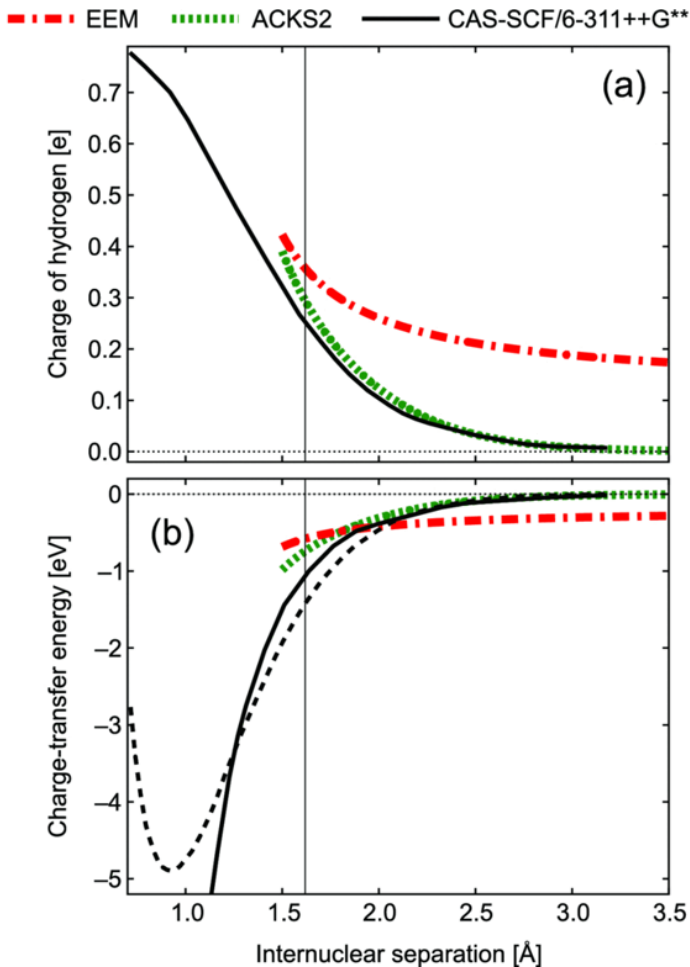 EEM ACKS2 CAS-SCF/6-311++G**
(a)
Charge of hydrogen [e]
0.7
0.6
0.5
0.4
0.3
0.2
0.1
0.0
(b)
Charge-transfer energy [eV]
0
−1
−2
−3
−4
−5
1.0 1.5 2.0 2.5 3.0 3.5
Internuclear separation [Å]